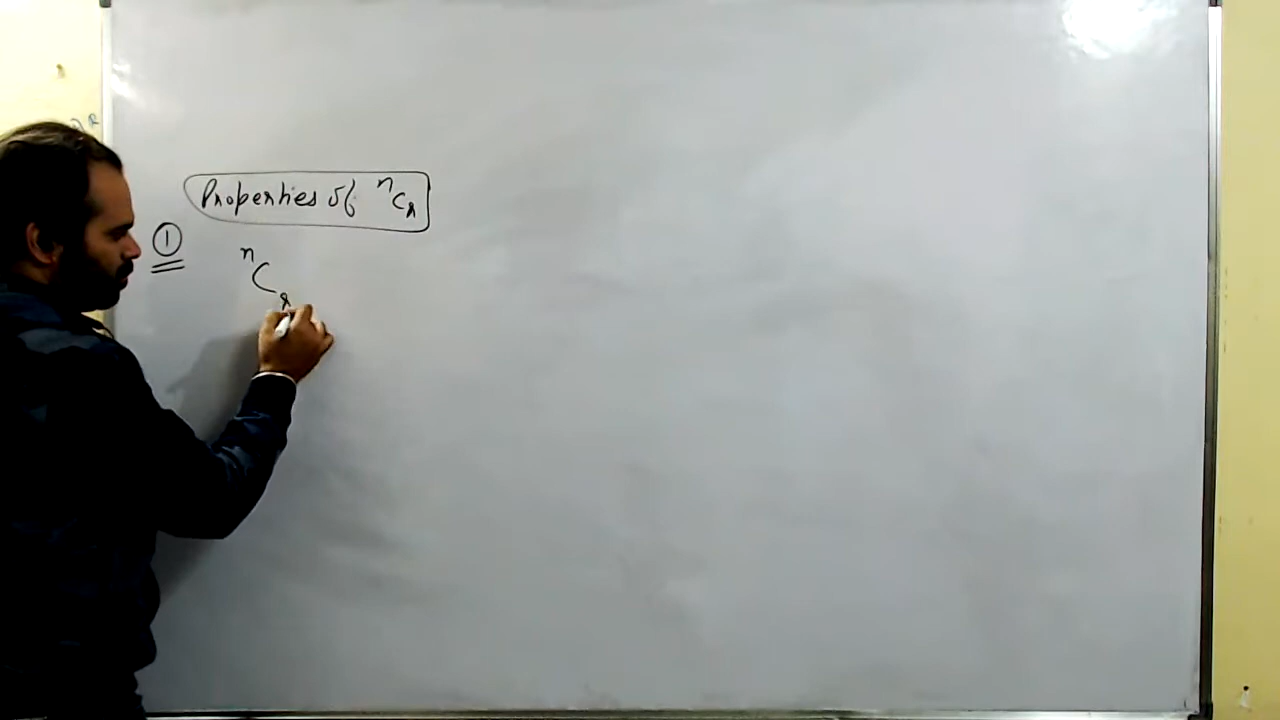 Properties of ⁿCᵣ
① ⁿCᵣ